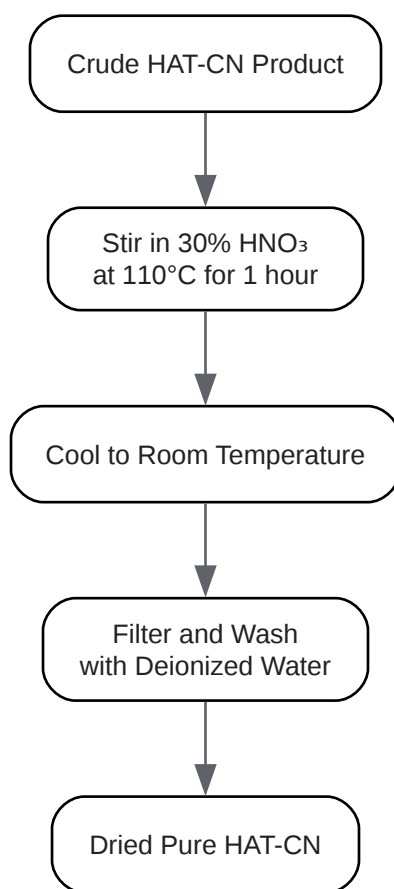 Crude HAT-CN Product
Stir in 30% HNO₃
at 110°C for 1 hour
Cool to Room Temperature
Filter and Wash
with Deionized Water
Dried Pure HAT-CN